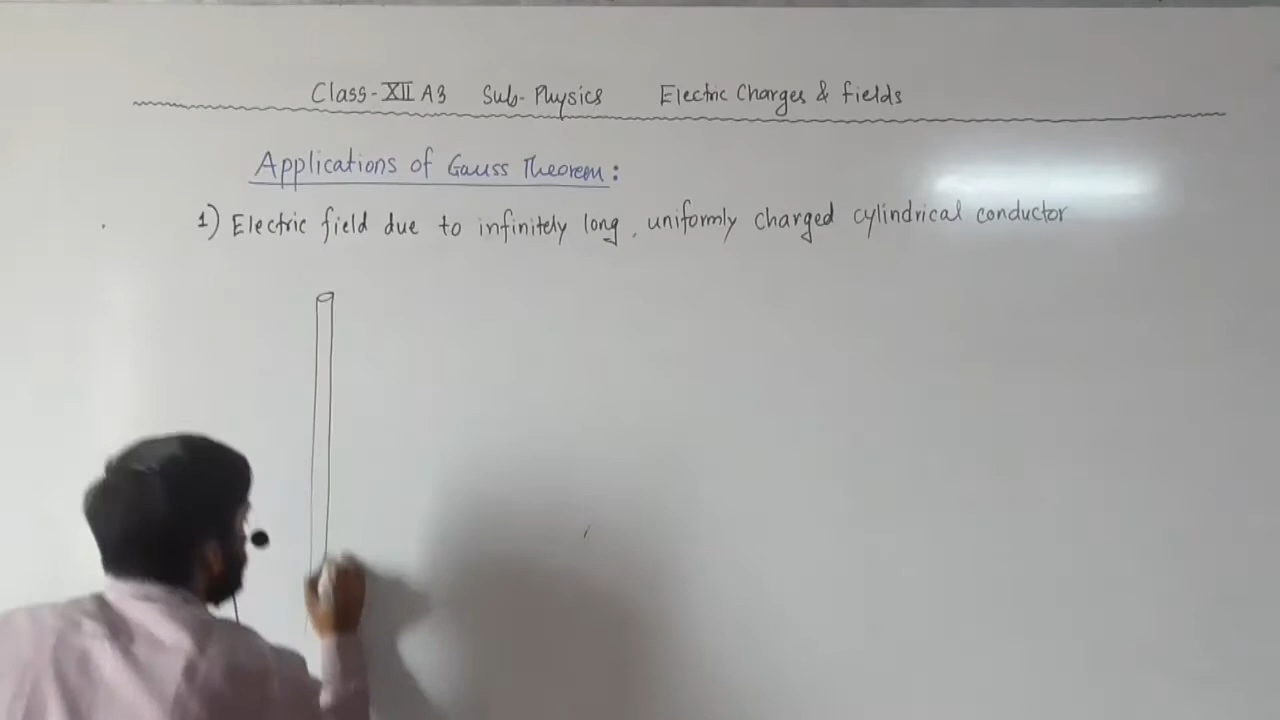 Class-XII A3 Sub-Physics Electric Charges & fields
Applications of Gauss Theorem:
1) Electric field due to infinitely long, uniformly charged cylindrical conductor